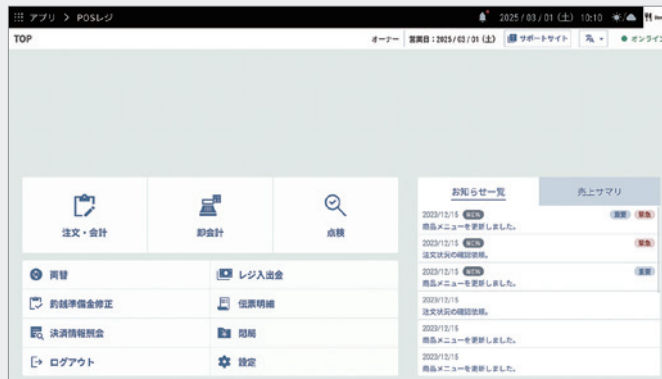 アプリ > POSレジ
2025 / 03 / 01 (土) 10:10
TOP
オーナー 営業日：2025 / 03 / 01 (土) サポートサイト オンライン
お知らせ一覧 売上サマリ
注文・会計 即会計 点検
2023/12/15 NEW 重要 緊急
商品メニューを更新しました。
2023/12/15 NEW 緊急
注文状況の確認依頼。
2023/12/15 NEW 重要
商品メニューを更新しました。
2023/12/15
注文状況の確認依頼。
2023/12/15
商品メニューを更新しました。
2023/12/15
商品メニューを更新しました。
両替 レジ入出金
釣銭準備金修正 伝票明細
決済情報照会 閉局
ログアウト 設定